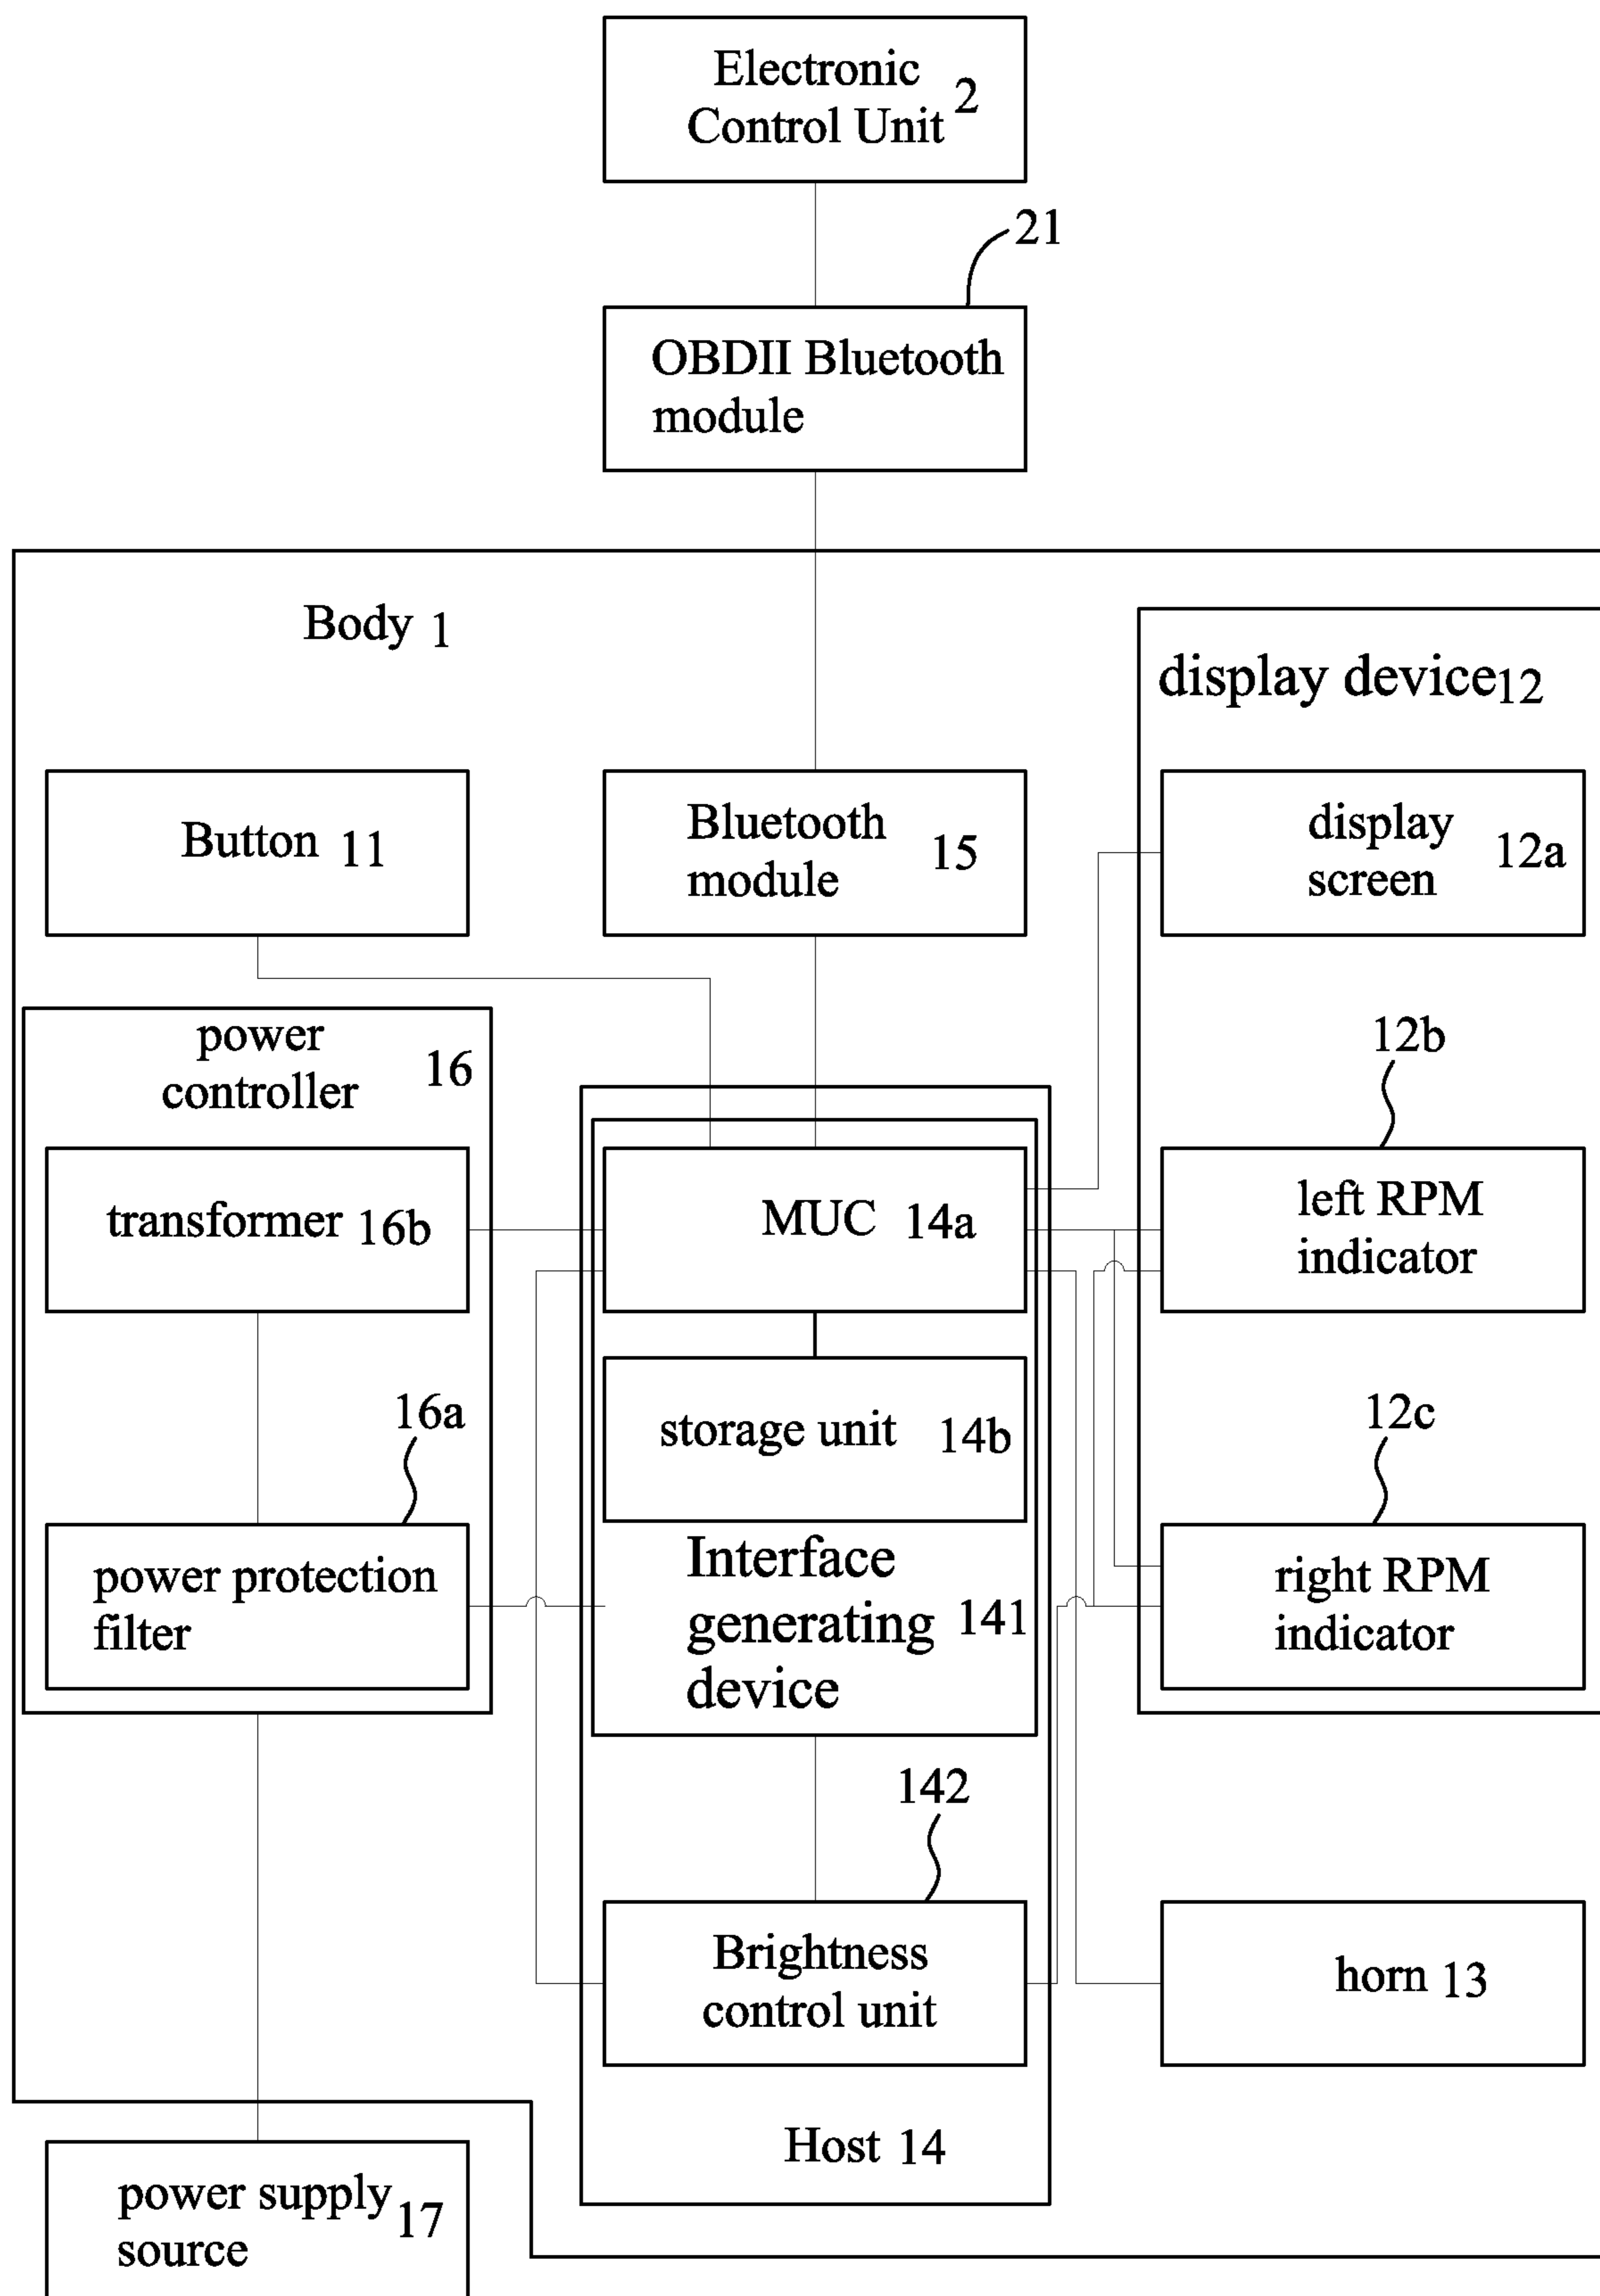 Electronic
Control Unit 2
21
OBDII Bluetooth
module
Body 1
display device12
Button 11
Bluetooth
module 15
display
screen 12a
power
controller 16
12b
transformer 16b
MUC 14a
left RPM
indicator
16a
storage unit 14b
12c
power protection
filter
Interface
generating 141
device
right RPM
indicator
142
Brightness
control unit
horn 13
Host 14
power supply
source 17